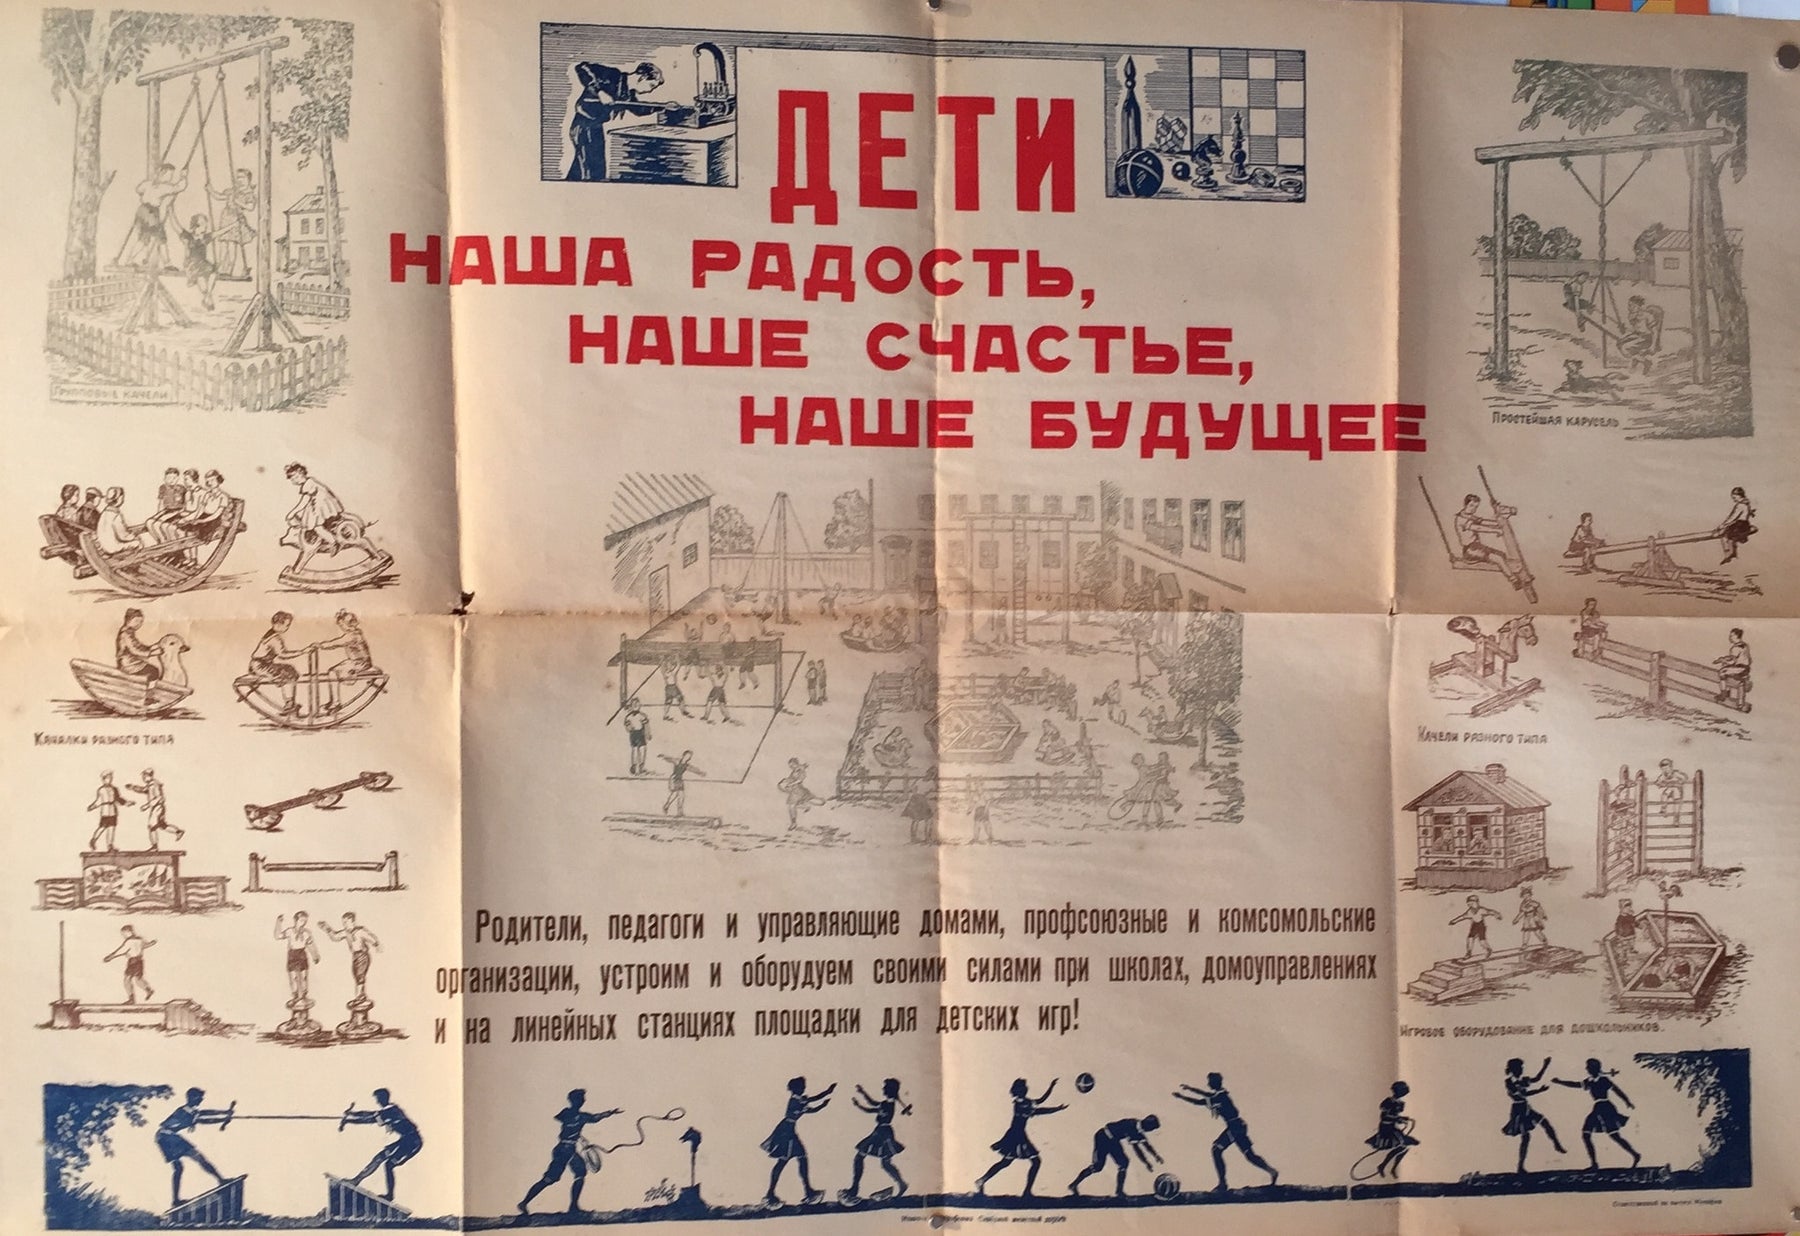 ДЕТИ
НАША РАДОСТЬ,
НАШЕ СЧАСТЬЕ,
НАШЕ БУДУЩЕЕ
ГРУППОВЫЕ КАЧЕЛИ
ПРОСТЕЙШАЯ КАРУСЕЛЬ
КАЧАЛКИ РАЗНОГО ТИПА
КАЧЕЛИ РАЗНОГО ТИПА
Родители, педагоги и управляющие домами, профсоюзные и комсомольские
организации, устроим и оборудуем своими силами при школах, домоуправлениях
и на линейных станциях площадки для детских игр!
ИГРОВОЕ ОБОРУДОВАНИЕ ДЛЯ ДОШКОЛЬНИКОВ.